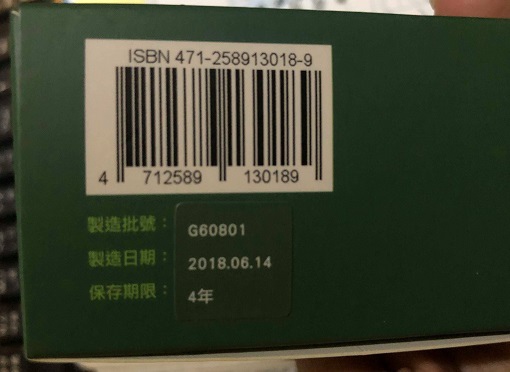 ISBN 471-258913018-9
4 712589 130189
製造批號： G60801
製造日期： 2018.06.14
保存期限： 4年